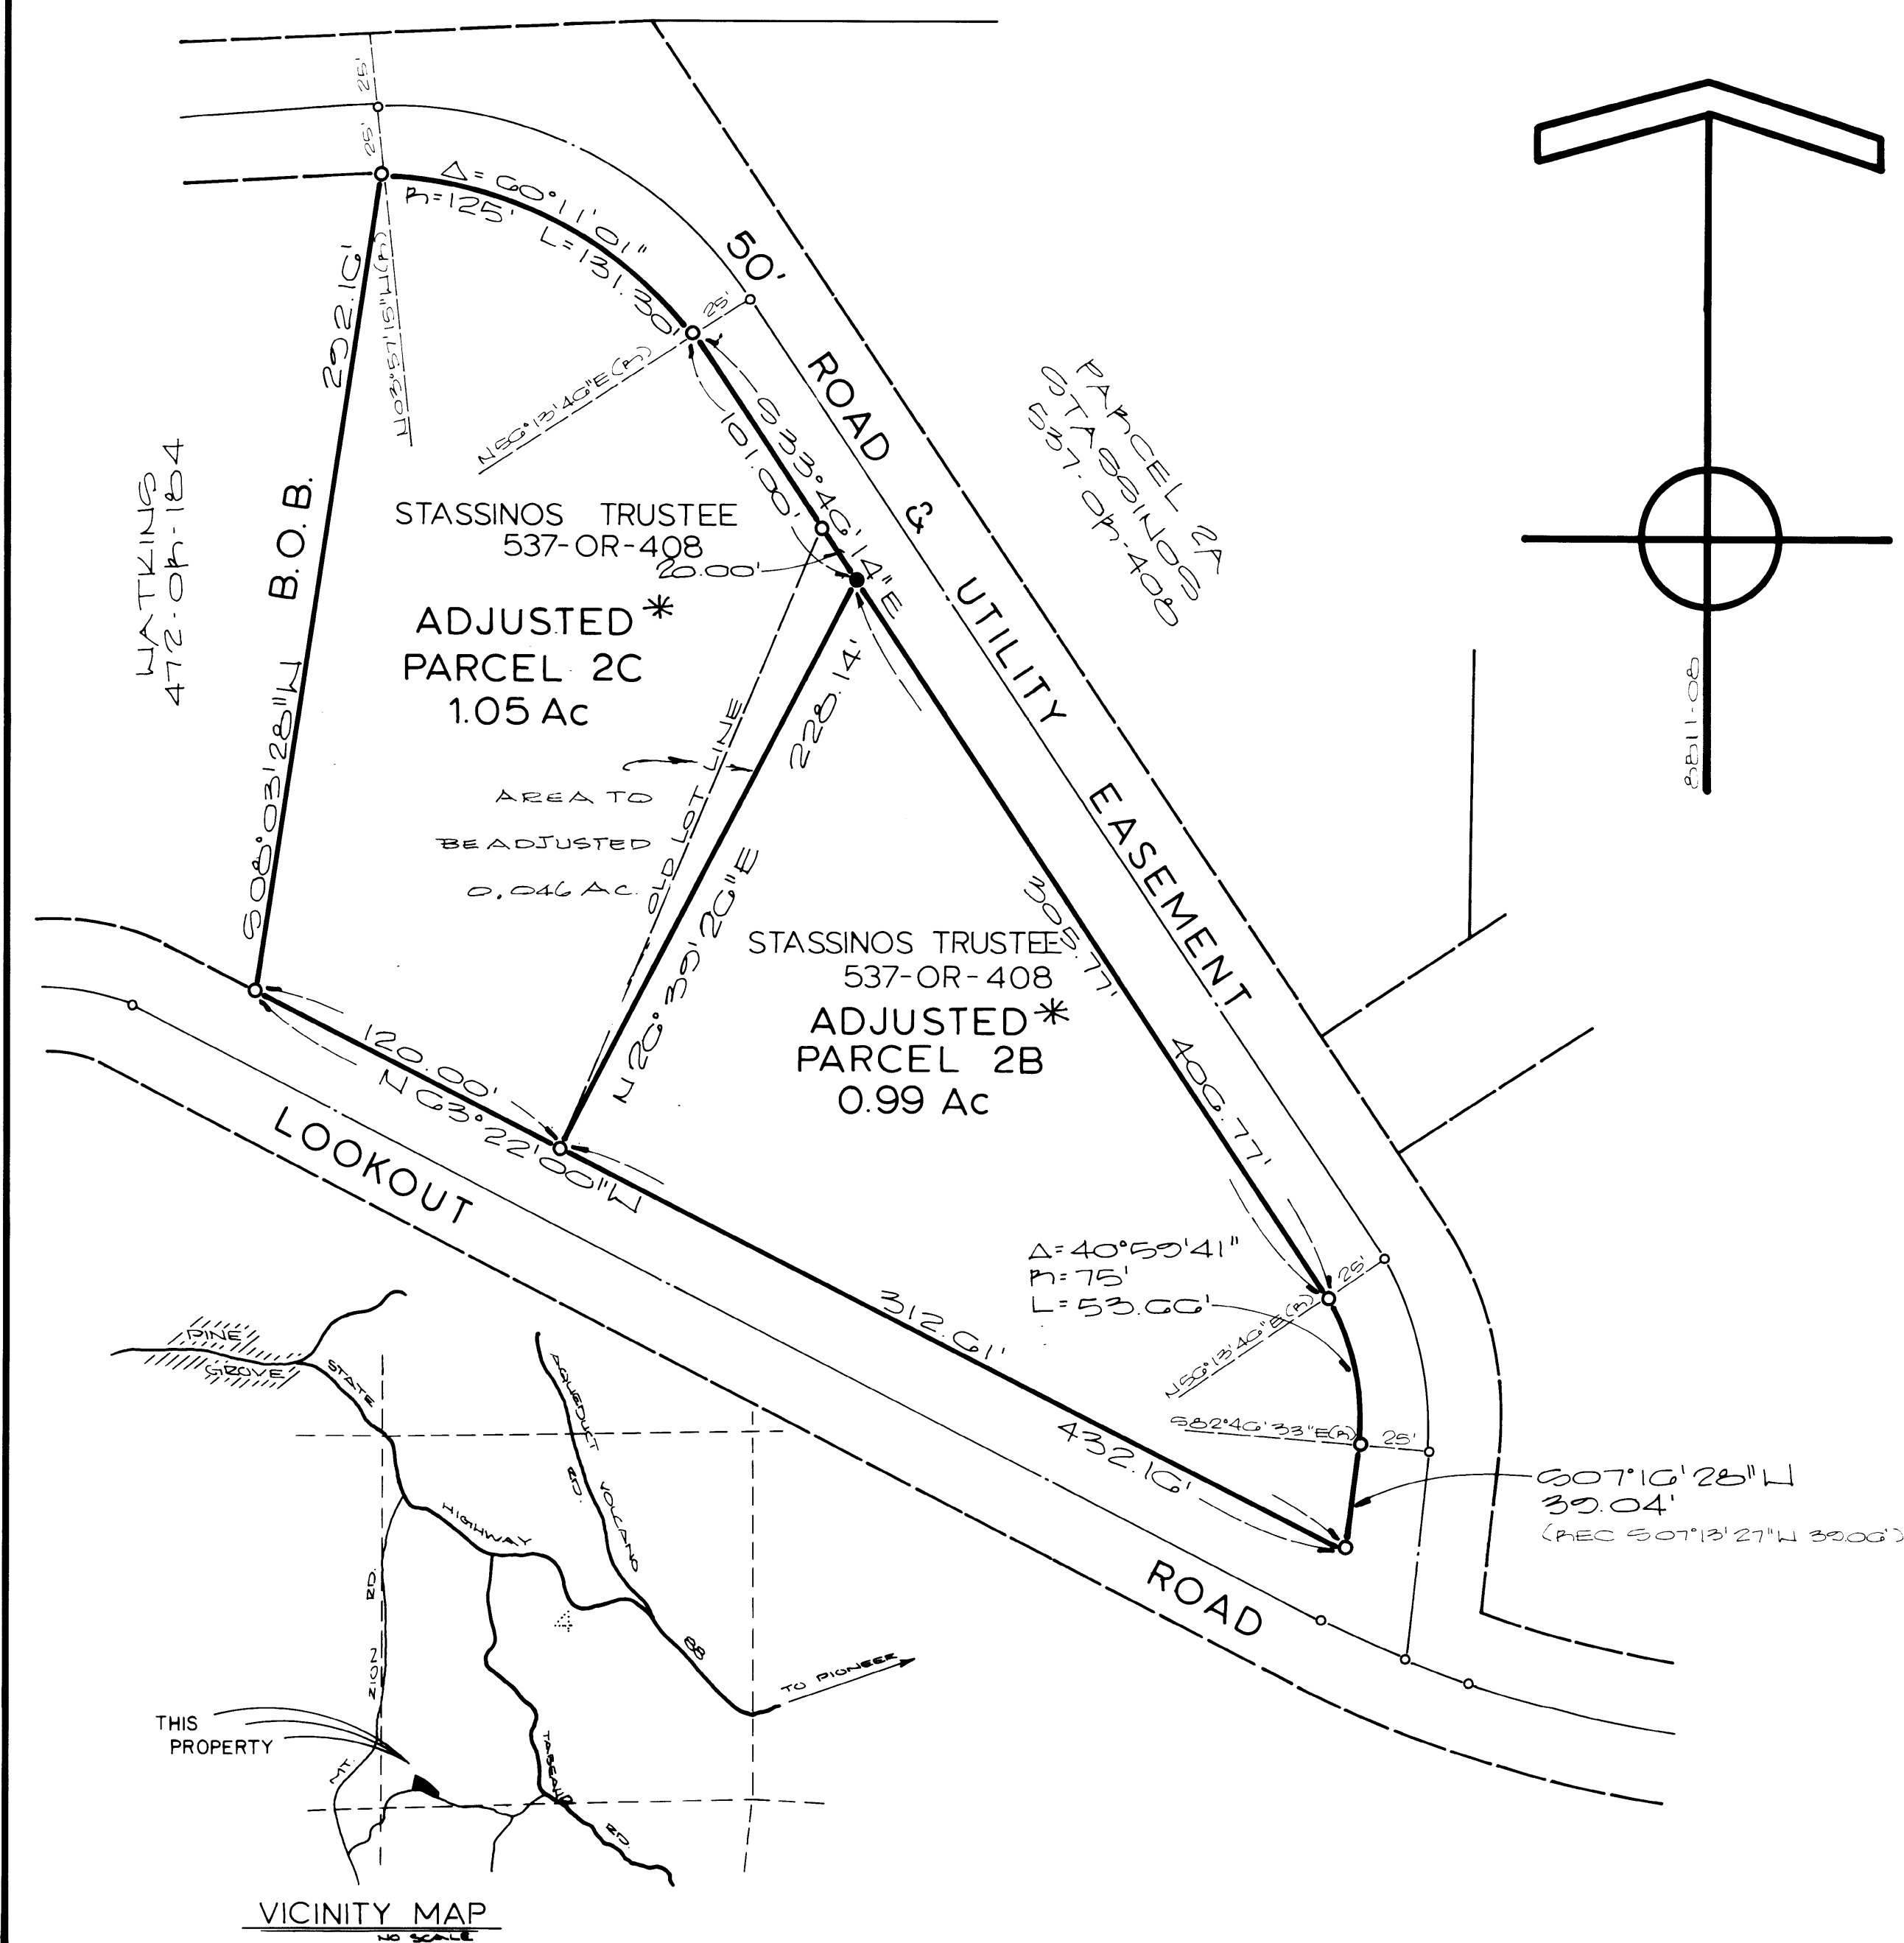 25'
25'
Δ= 60°11'01"
R=125'
L=131.30'
292.16'
N03°57'15"W(R)
25'
N56°13'46"E(R)
50'
ROAD & UTILITY EASEMENT
S33°46'14"E
101.00'
20.00'
PARCEL 2A
STASSINOS
537-OR-408
WATKINS
472-OR-184
B.O.B.
S08°03'28"W
STASSINOS TRUSTEE
537-OR-408
ADJUSTED*
PARCEL 2C
1.05 Ac
8811-08
228.14'
N26°39'26"E
OLD LOT LINE
AREA TO
BE ADJUSTED
0.046 AC.
305.77'
STASSINOS TRUSTEE
537-OR-408
ADJUSTED*
PARCEL 2B
0.99 Ac
406.77'
120.00'
N63°22'00"W
LOOKOUT
ROAD
Δ=40°59'41"
R=75'
L=53.66'
25'
N56°13'46"E(R)
312.61'
S82°46'33"E(R)
25'
432.16'
S07°16'28"W
39.04'
(REC S07°13'27"W 39.06')
PINE
GROVE
STATE
HIGHWAY
88
AQUEDUCT
VOLCANO
RD.
4
TO PIONEER
MT. ZION RD.
TABEAUD
RD.
THIS
PROPERTY
VICINITY MAP
NO SCALE